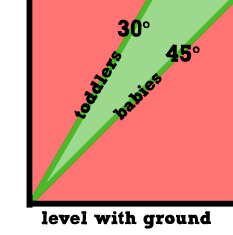 30°
45°
toddlers
babies
level with ground